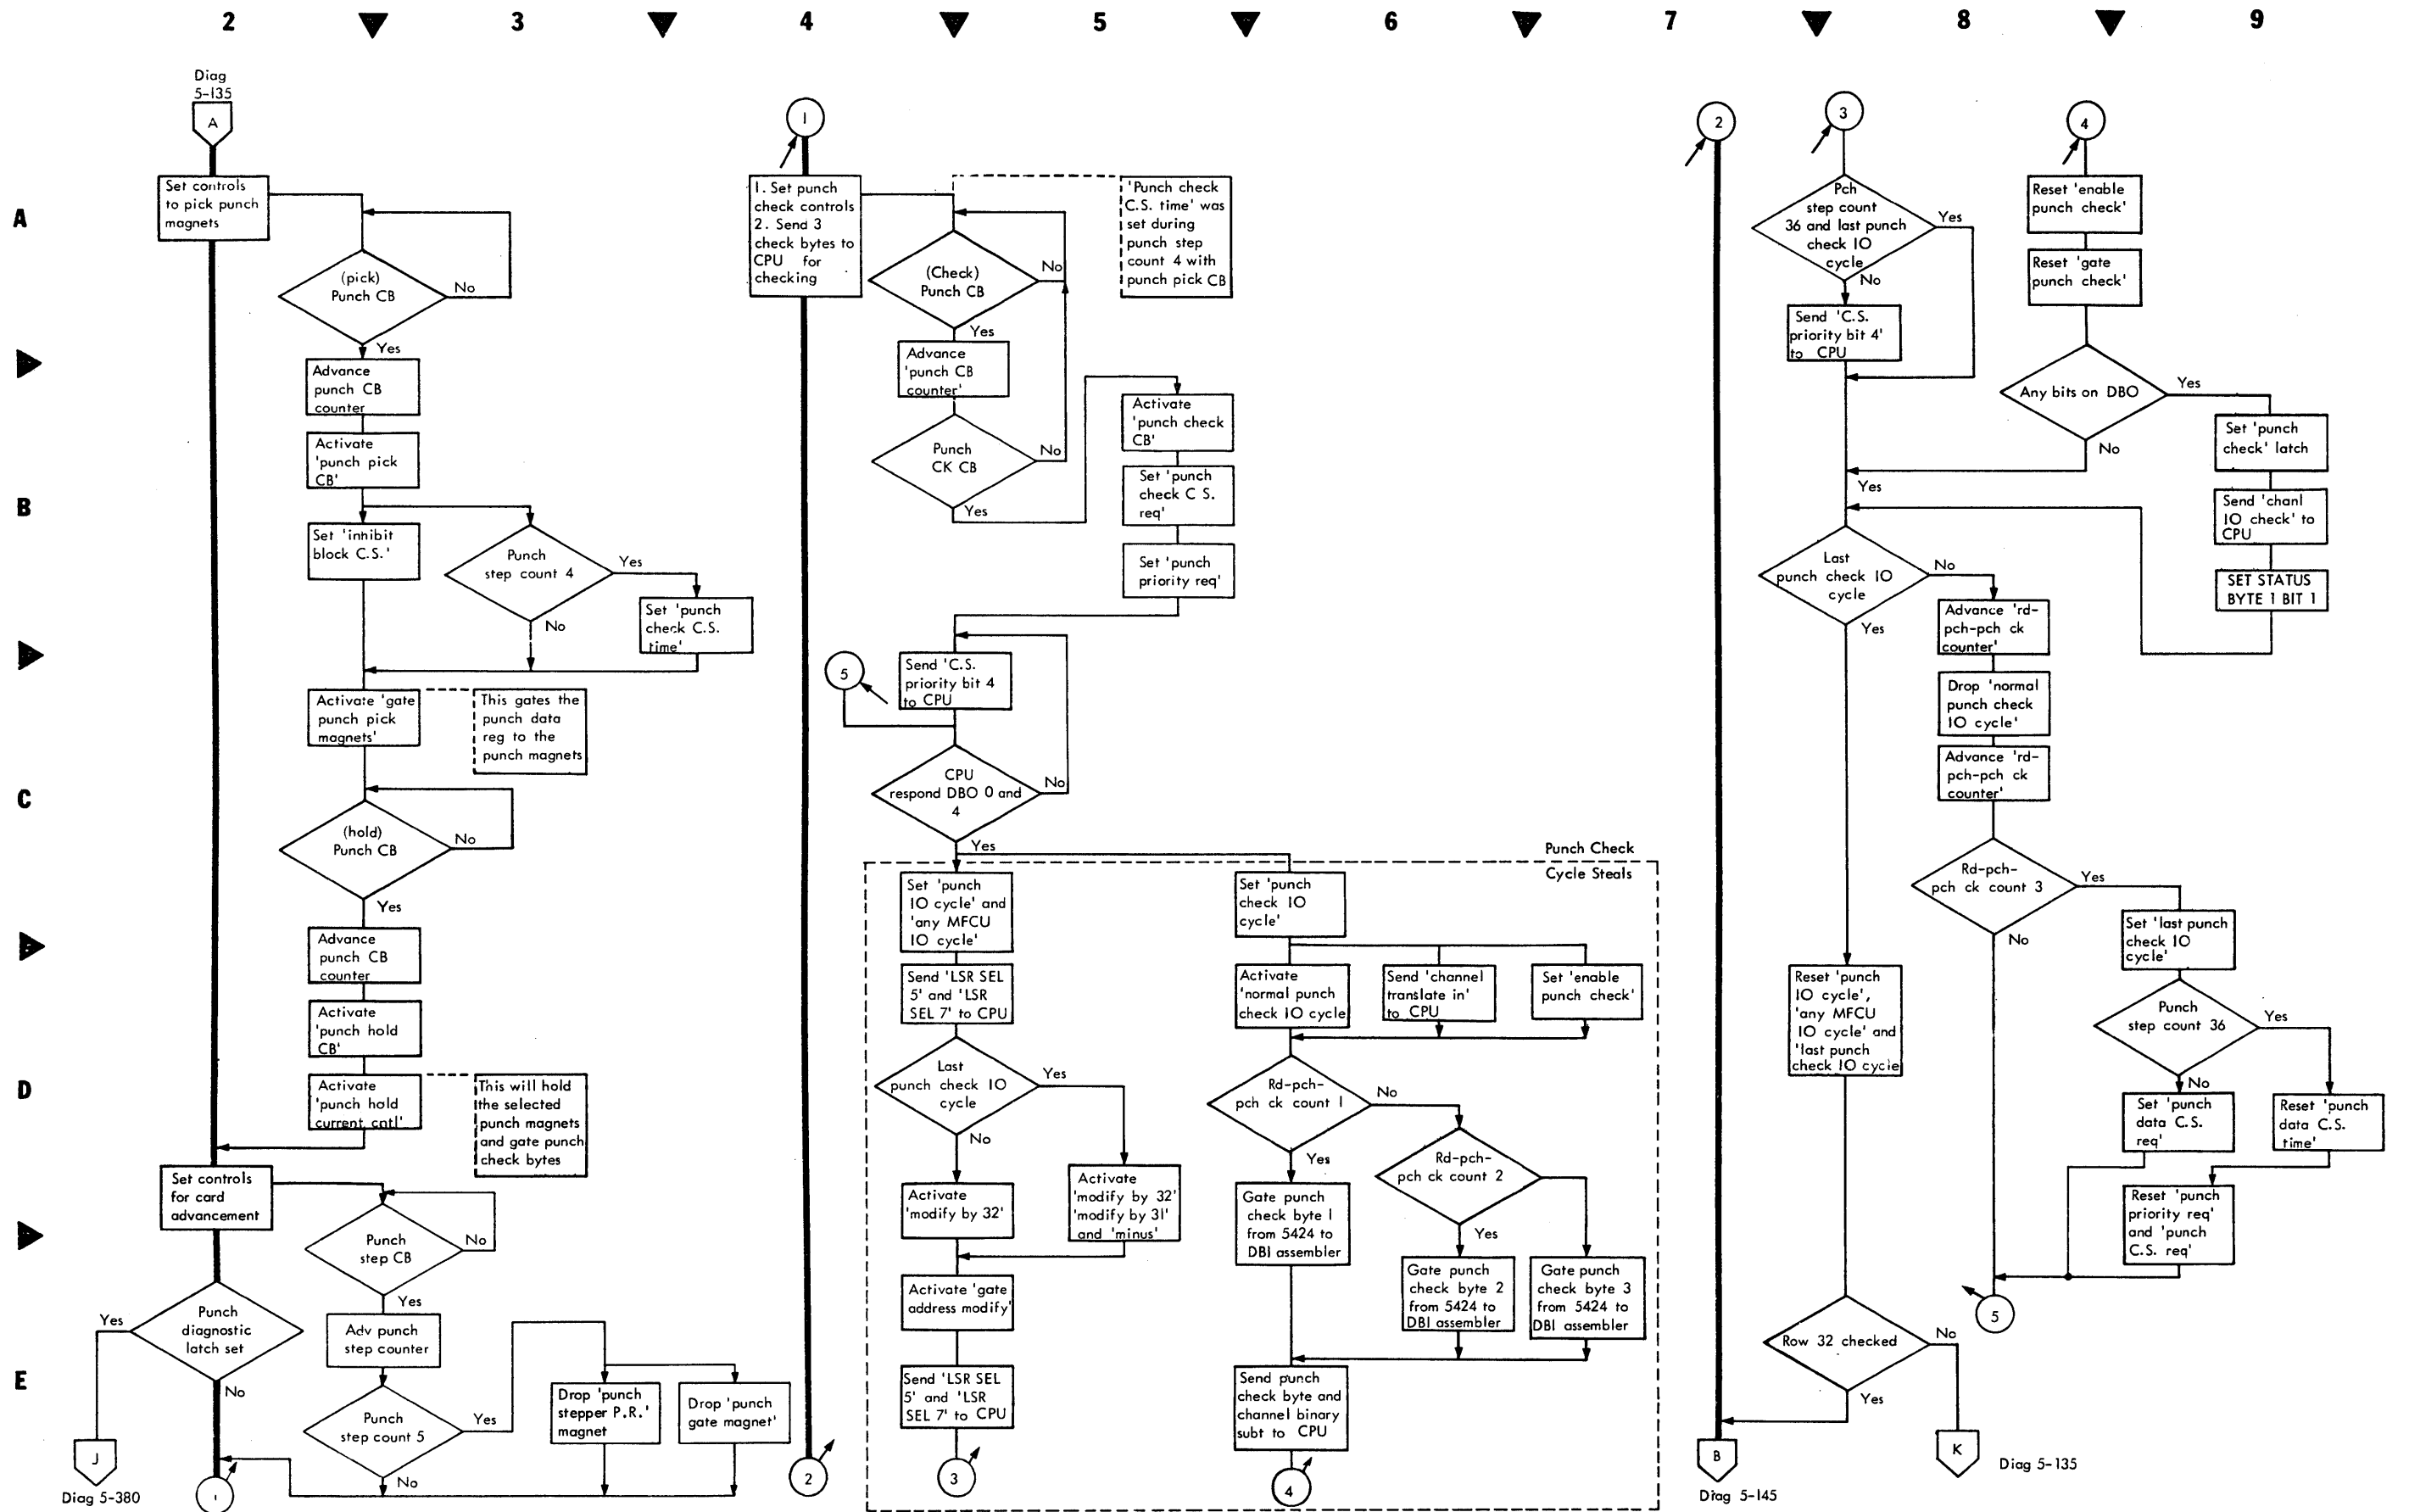 2
3
4
5
6
7
8
9
A
B
C
D
E
Diag
5-135
A
Set controls
to pick punch
magnets
(pick)
Punch CB
No
Yes
Advance
punch CB
counter
Activate
'punch pick
CB'
Set 'inhibit
block C.S.'
Punch
step count 4
Yes
No
Set 'punch
check C.S.
time'
Activate 'gate
punch pick
magnets'
This gates the
punch data
reg to the
punch magnets
(hold)
Punch CB
No
Yes
Advance
punch CB
counter
Activate
'punch hold
CB'
Activate
'punch hold
current cntl'
This will hold
the selected
punch magnets
and gate punch
check bytes
Set controls
for card
advancement
Punch
step CB
No
Yes
Punch
diagnostic
latch set
Yes
No
J
Diag 5-380
Adv punch
step counter
Punch
step count 5
Yes
No
Drop 'punch
stepper P.R.'
magnet
Drop 'punch
gate magnet'
1
1. Set punch
check controls
2. Send 3
check bytes to
CPU for
checking
'Punch check
C.S. time' was
set during
punch step
count 4 with
punch pick CB
(Check)
Punch CB
No
Yes
Advance
'punch CB
counter'
Punch
CK CB
No
Yes
Activate
'punch check
CB'
Set 'punch
check C S.
req'
Set 'punch
priority req'
5
Send 'C.S.
priority bit 4
to CPU
CPU
respond DBO 0 and
4
No
Yes
Punch Check
Cycle Steals
Set 'punch
IO cycle' and
'any MFCU
IO cycle'
Send 'LSR SEL
5' and 'LSR
SEL 7' to CPU
Last
punch check IO
cycle
Yes
No
Activate
'modify by 32'
Activate
'modify by 32'
'modify by 31'
and 'minus'
Activate 'gate
address modify'
Send 'LSR SEL
5' and 'LSR
SEL 7' to CPU
3
Set 'punch
check IO
cycle'
Activate
'normal punch
check IO cycle
Send 'channel
translate in'
to CPU
Set 'enable
punch check'
Rd-pch-
pch ck count 1
No
Yes
Rd-pch-
pch ck count 2
Yes
Gate punch
check byte 1
from 5424 to
DBI assembler
Gate punch
check byte 2
from 5424 to
DBI assembler
Gate punch
check byte 3
from 5424 to
DBI assembler
Send punch
check byte and
channel binary
subt to CPU
4
2
2
B
Diag 5-145
3
Pch
step count
36 and last punch
check IO
cycle
Yes
No
Send 'C.S.
priority bit 4'
to CPU
Yes
Last
punch check IO
cycle
No
Yes
Reset 'punch
IO cycle',
'any MFCU
IO cycle' and
'last punch
check IO cycle
Row 32 checked
No
Yes
K
Diag 5-135
4
Reset 'enable
punch check'
Reset 'gate
punch check'
Any bits on DBO
Yes
No
Set 'punch
check' latch
Send 'chanl
IO check' to
CPU
SET STATUS
BYTE 1 BIT 1
Advance 'rd-
pch-pch ck
counter'
Drop 'normal
punch check
IO cycle'
Advance 'rd-
pch-pch ck
counter'
Rd-pch-
pch ck count 3
Yes
No
Set 'last punch
check IO
cycle'
Punch
step count 36
Yes
No
Set 'punch
data C.S.
req'
Reset 'punch
data C.S.
time'
Reset 'punch
priority req'
and 'punch
C.S. req'
5